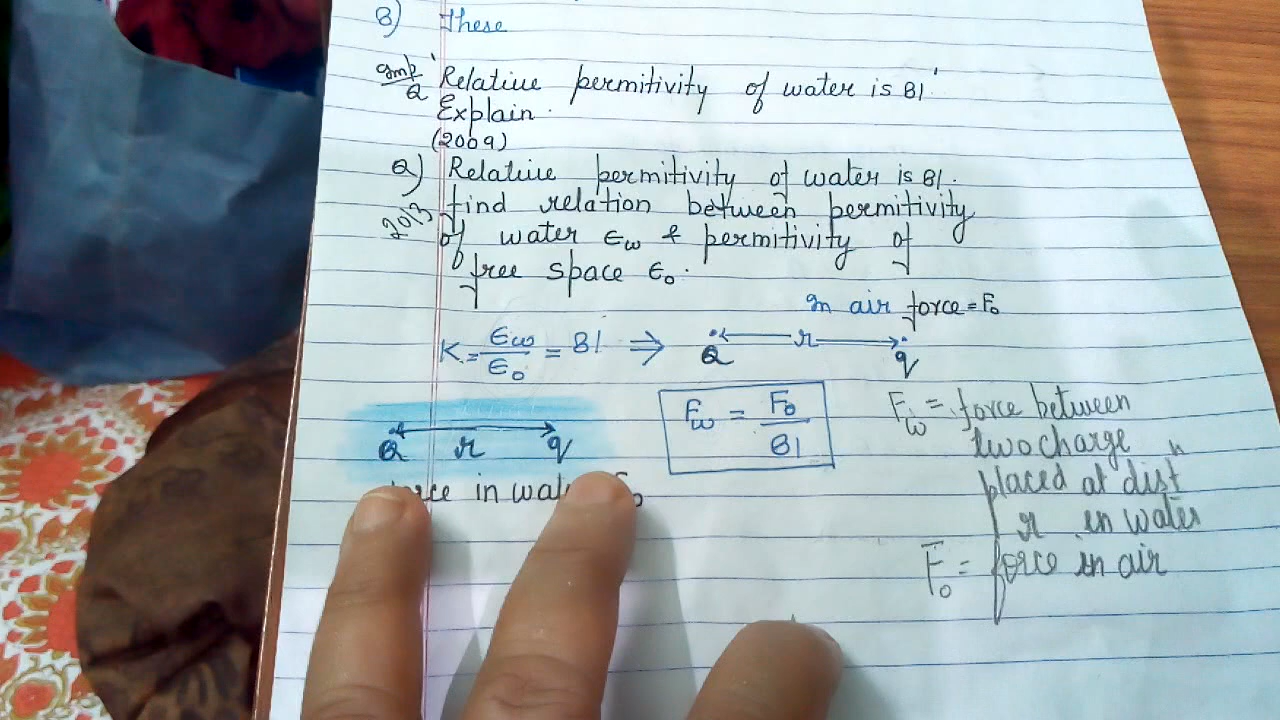 8) These
Imp 'Relative permitivity of water is 81'
Q Explain.
(2009)
Q) Relative permitivity of water is 81.
2013 find relation between permitivity
of water ϵw & permitivity of
free space ϵ₀.
In air force = F₀
K = ϵw/ϵ₀ = 81 ⇒ Q r q
Fw = F₀/81
Fw = force between
two charge
placed at dist
r in water
F₀ = force in air
Q r q
in